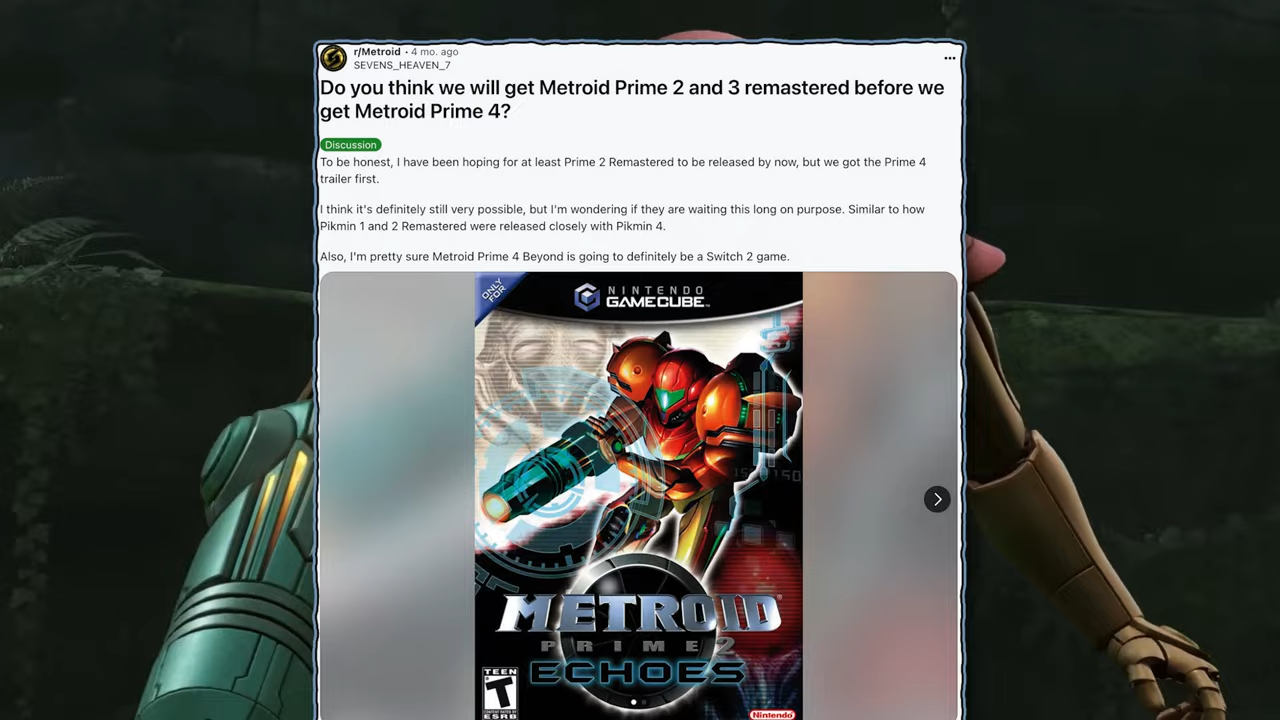 r/Metroid • 4 mo. ago
SEVENS_HEAVEN_7
Do you think we will get Metroid Prime 2 and 3 remastered before we
get Metroid Prime 4?
Discussion
To be honest, I have been hoping for at least Prime 2 Remastered to be released by now, but we got the Prime 4
trailer first.
I think it's definitely still very possible, but I'm wondering if they are waiting this long on purpose. Similar to how
Pikmin 1 and 2 Remastered were released closely with Pikmin 4.
Also, I'm pretty sure Metroid Prime 4 Beyond is going to definitely be a Switch 2 game.
ONLY
FOR
NINTENDO
GAMECUBE™
METROID
PRIME 2
ECHOES
TEEN
T
CONTENT RATED BY
ESRB
Nintendo